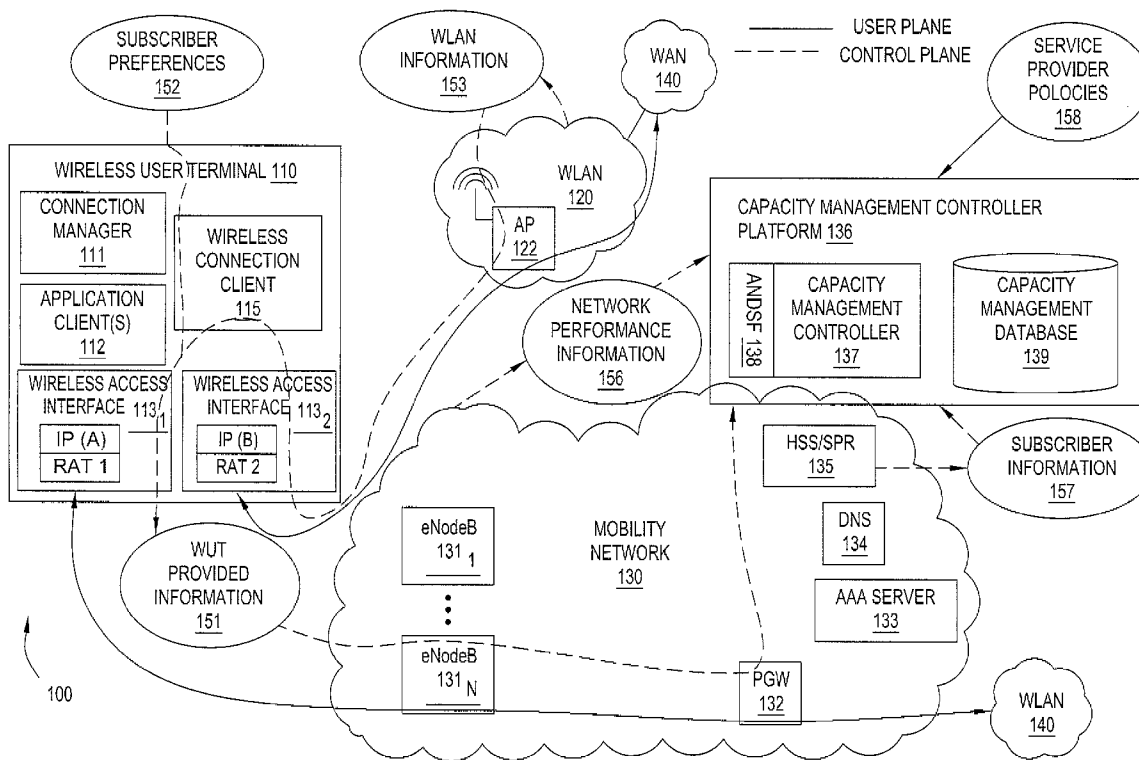 SUBSCRIBER
PREFERENCES
152
WLAN
INFORMATION
153
WAN
140
USER PLANE
CONTROL PLANE
SERVICE
PROVIDER
POLOCIES
158
WIRELESS USER TERMINAL 110
CONNECTION
MANAGER
111
WIRELESS
CONNECTION
CLIENT
115
APPLICATION
CLIENT(S)
112
WIRELESS ACCESS
INTERFACE 113 1
IP (A)
RAT 1
WIRELESS ACCESS
INTERFACE 113 2
IP (B)
RAT 2
WLAN
120
AP
122
NETWORK
PERFORMANCE
INFORMATION
156
CAPACITY MANAGEMENT CONTROLLER
PLATFORM 136
ANDSF 138
CAPACITY
MANAGEMENT
CONTROLLER
137
CAPACITY
MANAGEMENT
DATABASE
139
HSS/SPR
135
SUBSCRIBER
INFORMATION
157
WUT
PROVIDED
INFORMATION
151
eNodeB
131 1
MOBILITY
NETWORK
130
DNS
134
AAA SERVER
133
eNodeB
131 N
PGW
132
WLAN
140
100